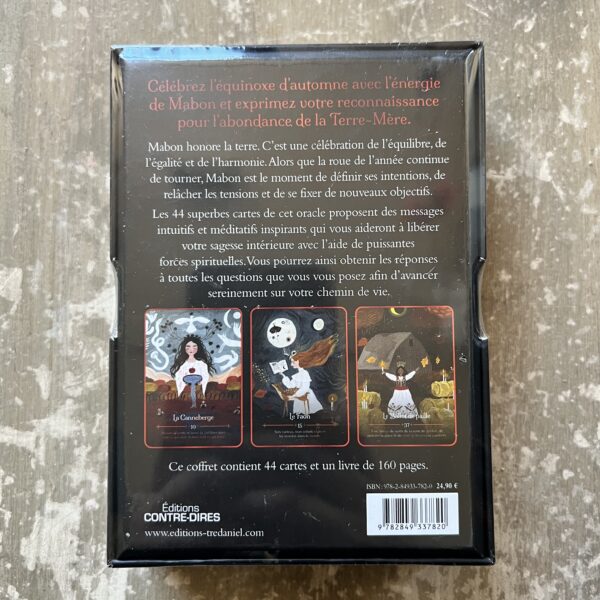 Célébrez l'équinoxe d'automne avec l'énergie
de Mabon et exprimez votre reconnaissance
pour l'abondance de la Terre-Mère.
Mabon honore la terre. C'est une célébration de l'équilibre, de
l'égalité et de l'harmonie. Alors que la roue de l'année continue
de tourner, Mabon est le moment de définir ses intentions, de
relâcher les tensions et de se fixer de nouveaux objectifs.
Les 44 superbes cartes de cet oracle proposent des messages
intuitifs et méditatifs inspirants qui vous aideront à libérer
votre sagesse intérieure avec l'aide de puissantes
forces spirituelles. Vous pourrez ainsi obtenir les réponses
à toutes les questions que vous vous posez afin d'avancer
sereinement sur votre chemin de vie.
La Canneberge
10
Le Faon
15
37
Ce coffret contient 44 cartes et un livre de 160 pages.
ISBN: 978-2-84933-782-0 24,90 €
Éditions
CONTRE-DIRES
www.editions-tredaniel.com
9 782849 337820